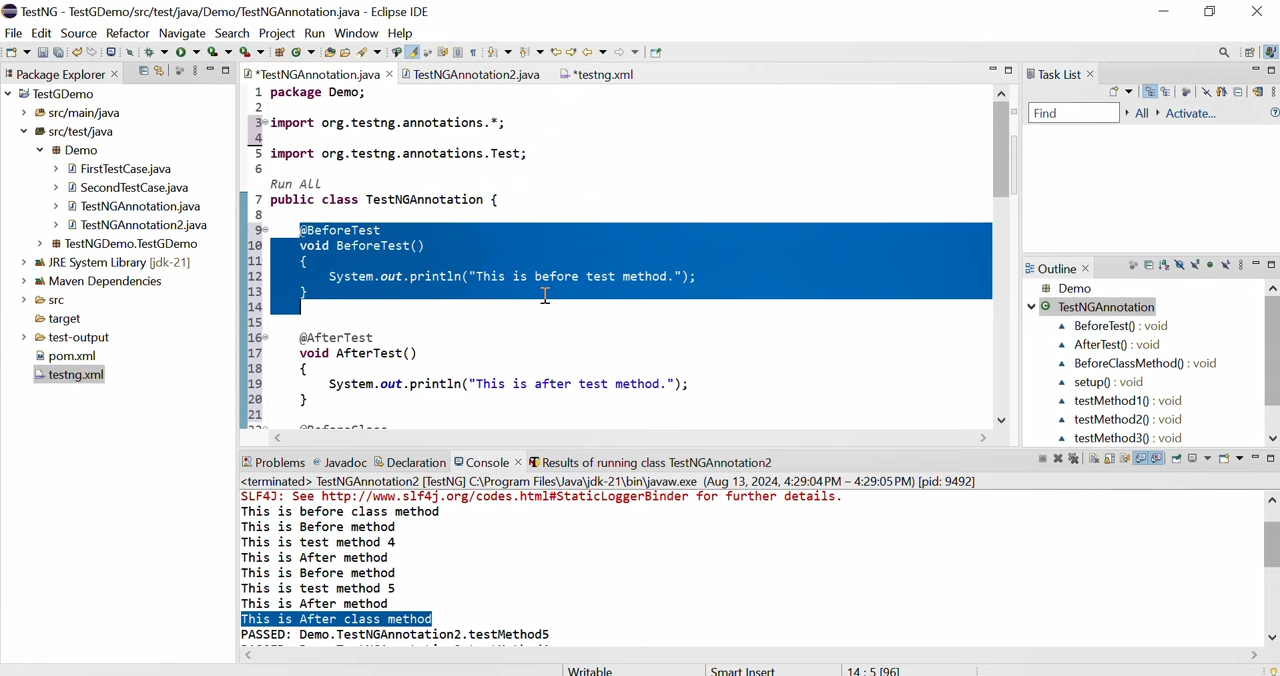 TestNG - TestGDemo/src/test/java/Demo/TestNGAnnotation.java - Eclipse IDE
File Edit Source Refactor Navigate Search Project Run Window Help
Package Explorer
TestGDemo
src/main/java
src/test/java
Demo
FirstTestCase.java
SecondTestCase.java
TestNGAnnotation.java
TestNGAnnotation2.java
TestNGDemo.TestGDemo
JRE System Library [jdk-21]
Maven Dependencies
src
target
test-output
pom.xml
testng.xml
*TestNGAnnotation.java TestNGAnnotation2.java *testng.xml
1 package Demo;
2
3 import org.testng.annotations.*;
4
5 import org.testng.annotations.Test;
6
Run All
7 public class TestNGAnnotation {
8
9 @BeforeTest
10 void BeforeTest()
11 {
12 System.out.println("This is before test method.");
13 }
14
15
16 @AfterTest
17 void AfterTest()
18 {
19 System.out.println("This is after test method.");
20 }
21
Task List
Find All Activate...
Outline
Demo
TestNGAnnotation
BeforeTest() : void
AfterTest() : void
BeforeClassMethod() : void
setup() : void
testMethod1() : void
testMethod2() : void
testMethod3() : void
Problems Javadoc Declaration Console Results of running class TestNGAnnotation2
<terminated> TestNGAnnotation2 [TestNG] C:\Program Files\Java\jdk-21\bin\javaw.exe (Aug 13, 2024, 4:29:04 PM – 4:29:05 PM) [pid: 9492]
SLF4J: See http://www.slf4j.org/codes.html#StaticLoggerBinder for further details.
This is before class method
This is Before method
This is test method 4
This is After method
This is Before method
This is test method 5
This is After method
This is After class method
PASSED: Demo.TestNGAnnotation2.testMethod5
Writable Smart Insert 14 : 5 [96]